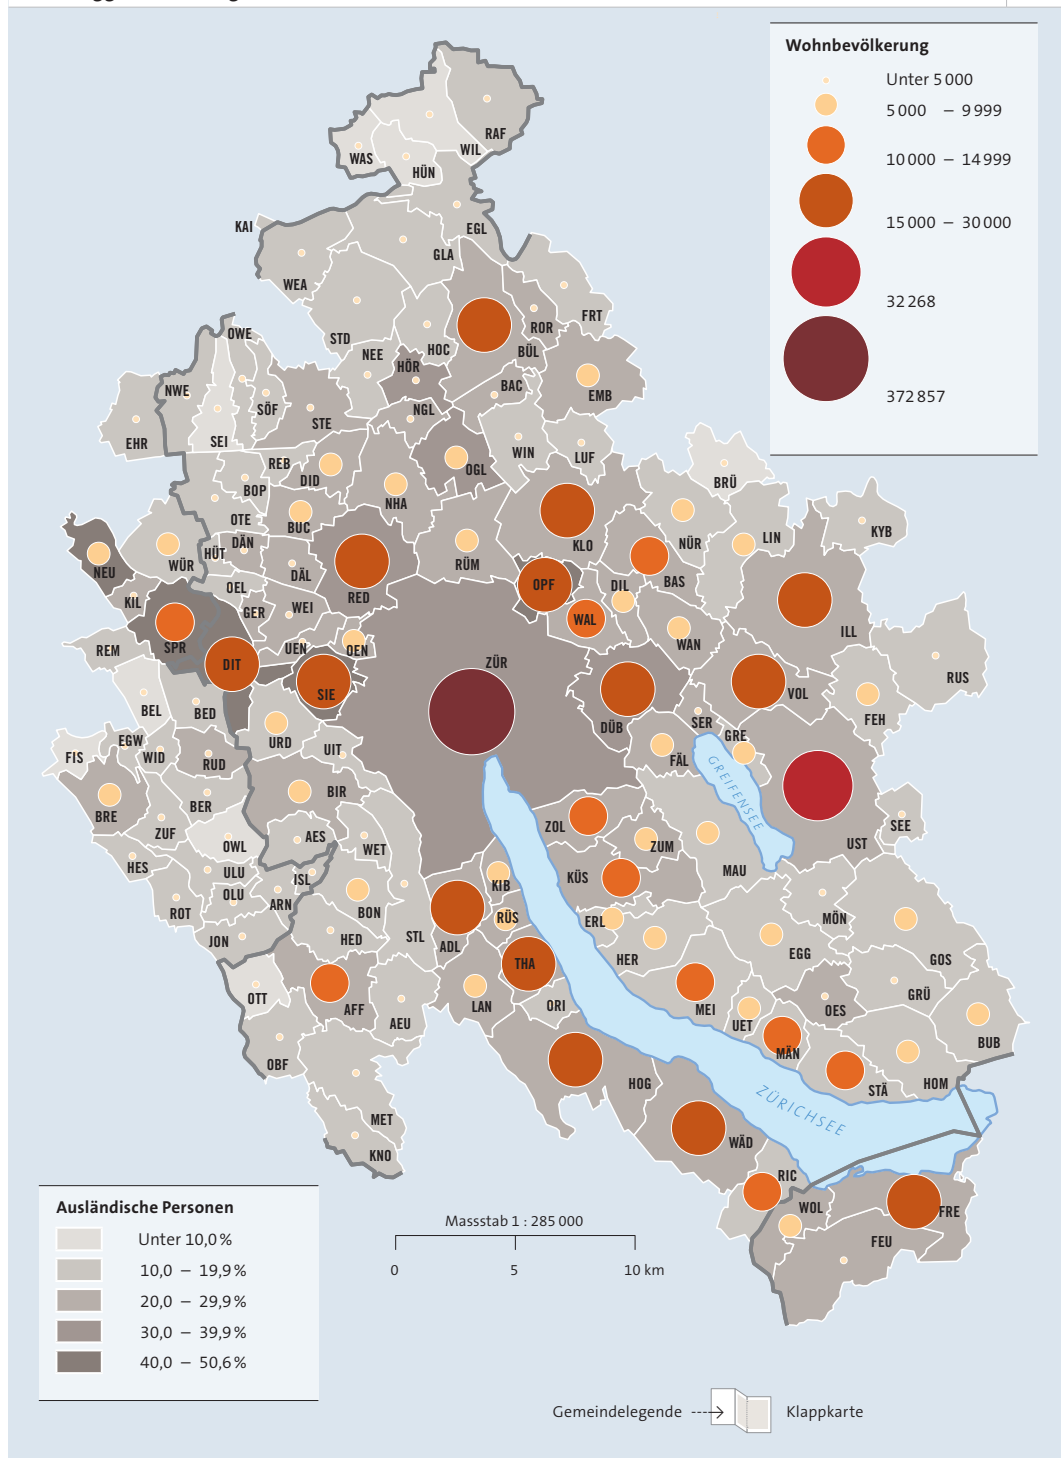 Wohnbevölkerung
Unter 5 000
5 000 – 9 999
10 000 – 14 999
15 000 – 30 000
32 268
372 857
RAF
WAS
WIL
HÜN
KAI
EGL
GLA
WEA
FRT
STD
ROR
OWE
NEE
HOC
BÜL
HÖR
NWE
BAC
EMB
SÖF
STE
NGL
EHR
SEI
WIN
LUF
REB
OGL
DID
BRÜ
BOP
NHA
OTE
BUC
LIN
KYB
KLO
NÜR
DÄN
HÜT
WÜR
RÜM
NEU
DÄL
BAS
OPF
DIL
OEL
KIL
RED
GER
WEI
WAL
ILL
SPR
UEN
OEN
WAN
REM
DIT
ZÜR
RUS
SIE
VOL
BEL
BED
FEH
SER
DÜB
GRE
EGW
URD
UIT
FIS
WID
FÄL
RUD
GREIFENSEE
BIR
BER
BRE
ZOL
SEE
ZUF
AES
UST
OWL
WET
ZUM
HES
ULU
MAU
ISL
KÜS
KIB
OLU
ARN
ROT
BON
RÜS
ERL
MÖN
STL
JON
HED
ADL
EGG
HER
GOS
THA
OTT
GRÜ
AFF
LAN
ORI
MEI
OES
AEU
UET
BUB
MÄN
OBF
HOG
HOM
STÄ
ZÜRICHSEE
MET
WÄD
KNO
RIC
WOL
FRE
FEU
Ausländische Personen
Unter 10,0 %
10,0 – 19,9 %
20,0 – 29,9 %
30,0 – 39,9 %
40,0 – 50,6 %
Massstab 1 : 285 000
0 5 10 km
Gemeindelegende Klappkarte